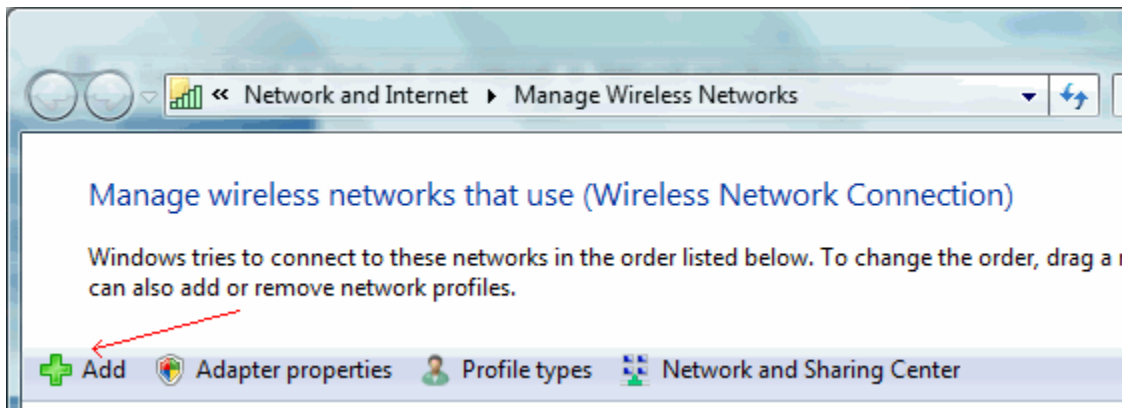 « Network and Internet ▸ Manage Wireless Networks
Manage wireless networks that use (Wireless Network Connection)
Windows tries to connect to these networks in the order listed below. To change the order, drag a
can also add or remove network profiles.
Add Adapter properties Profile types Network and Sharing Center